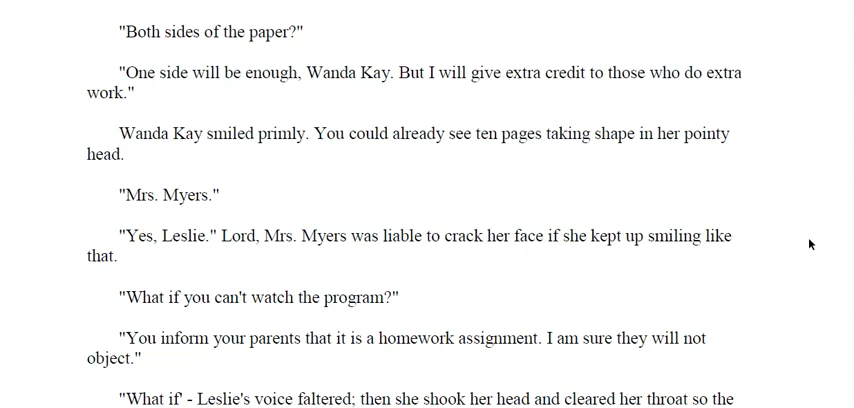 "Both sides of the paper?"
"One side will be enough, Wanda Kay. But I will give extra credit to those who do extra
work."
Wanda Kay smiled primly. You could already see ten pages taking shape in her pointy
head.
"Mrs. Myers."
"Yes, Leslie." Lord, Mrs. Myers was liable to crack her face if she kept up smiling like
that.
"What if you can't watch the program?"
"You inform your parents that it is a homework assignment. I am sure they will not
object."
"What if' - Leslie's voice faltered; then she shook her head and cleared her throat so the